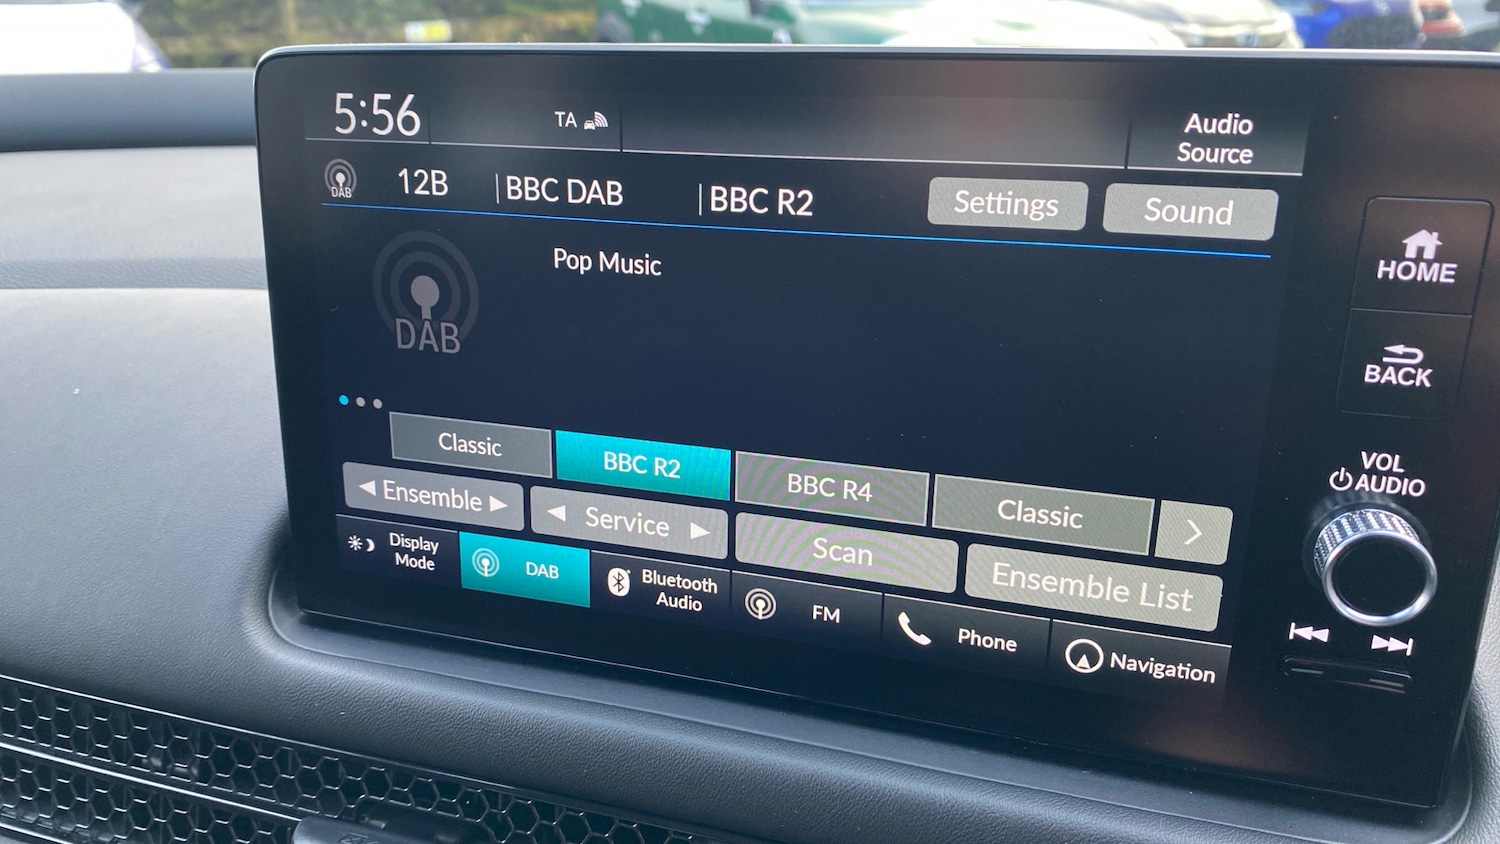 5:56
TA
Audio
Source
DAB
12B
BBC DAB
BBC R2
Settings
Sound
DAB
Pop Music
HOME
BACK
VOL
AUDIO
Classic
BBC R2
BBC R4
Classic
Ensemble
Service
Scan
Ensemble List
Display
Mode
DAB
Bluetooth
Audio
FM
Phone
Navigation